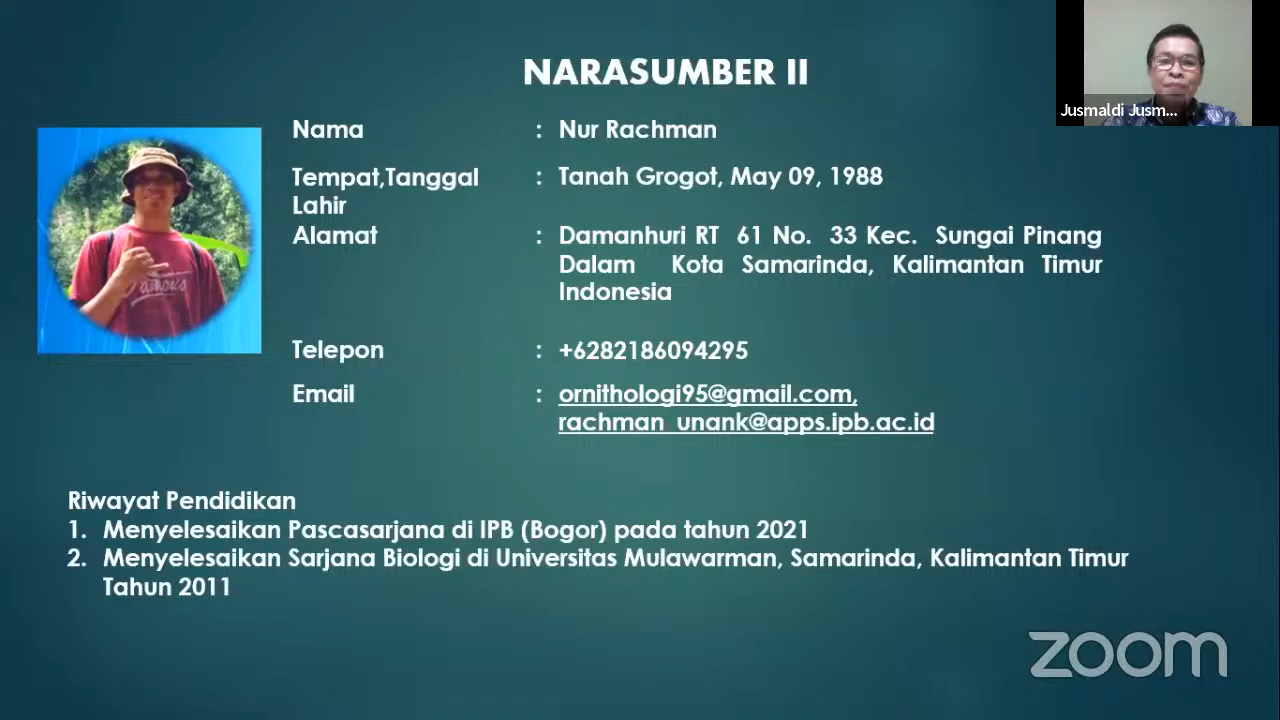 NARASUMBER II
Jusmaldi Jusm...
Nama : Nur Rachman
Tempat,Tanggal : Tanah Grogot, May 09, 1988
Lahir
Alamat : Damanhuri RT 61 No. 33 Kec. Sungai Pinang
Dalam Kota Samarinda, Kalimantan Timur
Indonesia
Telepon : +6282186094295
Email : ornithologi95@gmail.com,
rachman_unank@apps.ipb.ac.id
Riwayat Pendidikan
1. Menyelesaikan Pascasarjana di IPB (Bogor) pada tahun 2021
2. Menyelesaikan Sarjana Biologi di Universitas Mulawarman, Samarinda, Kalimantan Timur
Tahun 2011
zoom